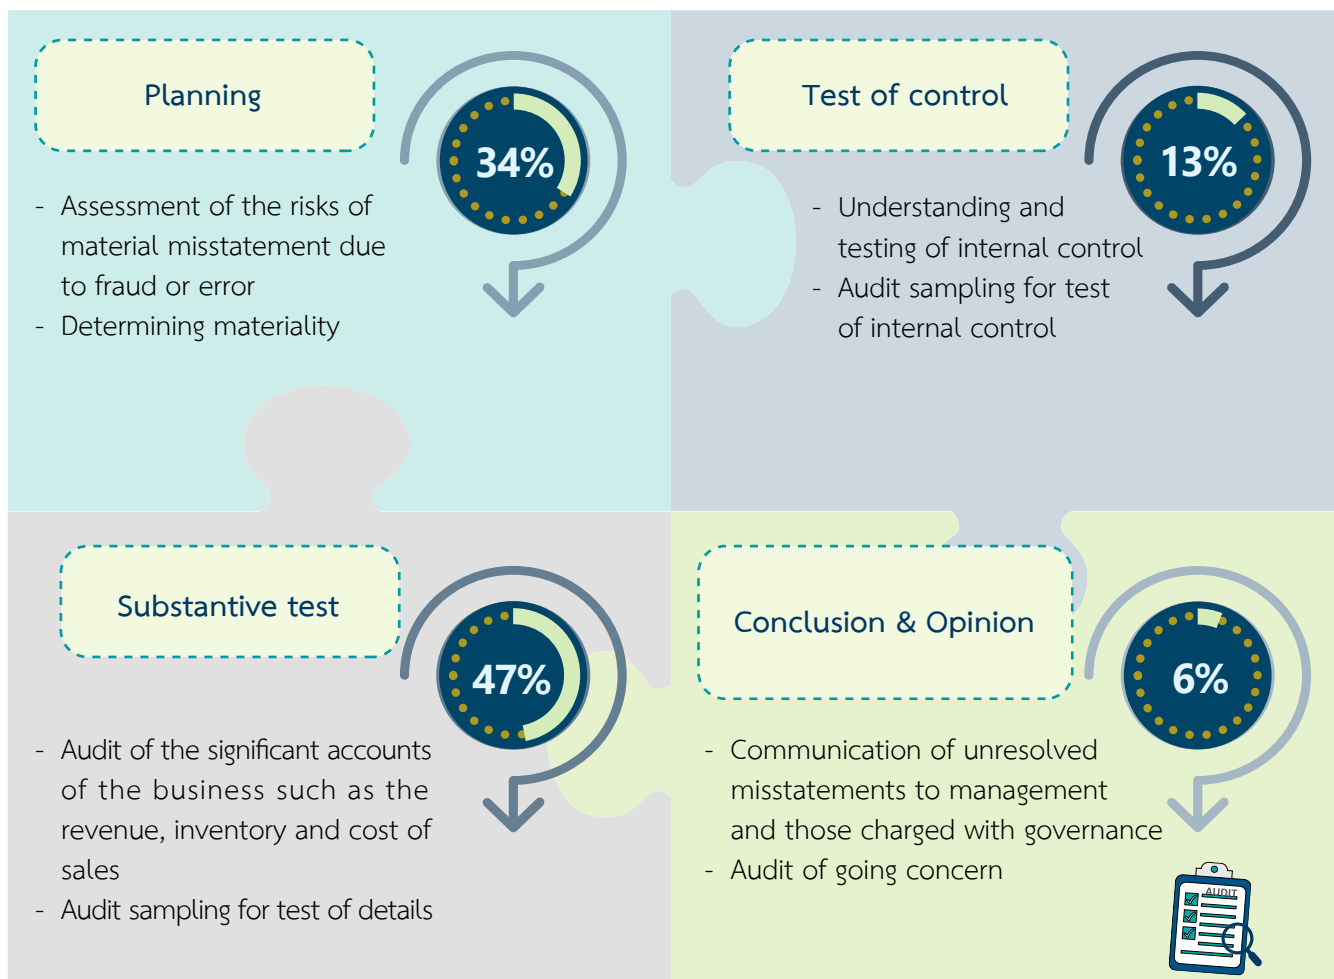 Planning
34%
- Assessment of the risks of
material misstatement due
to fraud or error
- Determining materiality
Test of control
13%
- Understanding and
testing of internal control
- Audit sampling for test
of internal control
Substantive test
47%
- Audit of the significant accounts
of the business such as the
revenue, inventory and cost of
sales
- Audit sampling for test of details
Conclusion & Opinion
6%
- Communication of unresolved
misstatements to management
and those charged with governance
- Audit of going concern
AUDIT